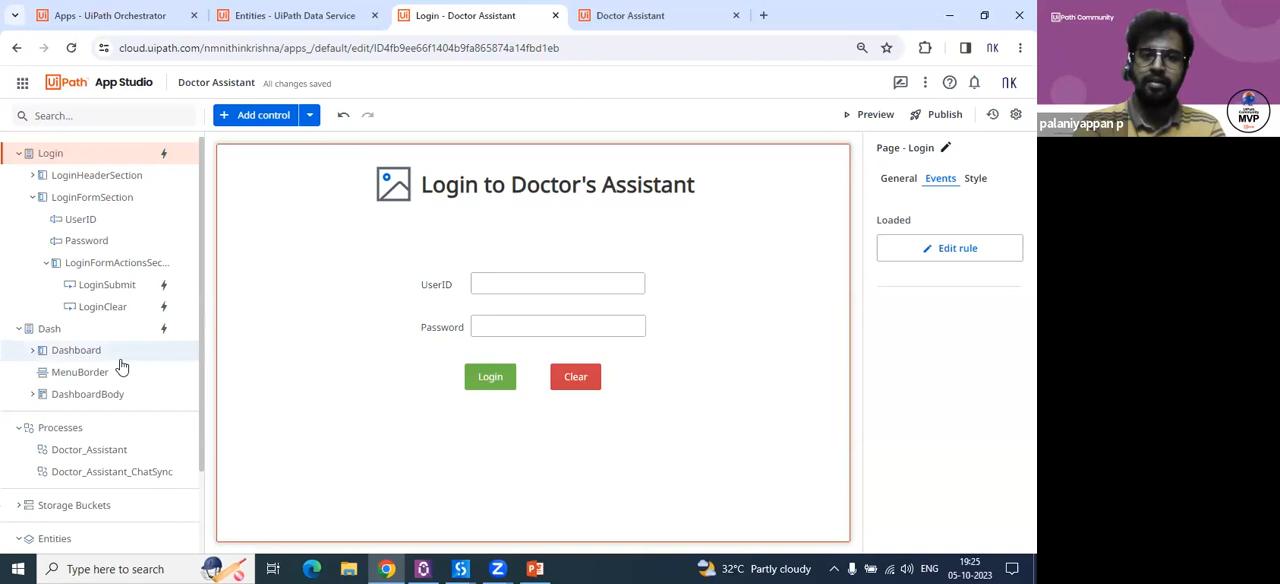 Apps - UiPath Orchestrator
Entities - UiPath Data Service
Login - Doctor Assistant
Doctor Assistant
cloud.uipath.com/nmnithinkrishna/apps_/default/edit/ID4fb9ee66f1404b9fa865874a14fbd1eb
NK
UiPath App Studio
Doctor Assistant
All changes saved
NK
Search...
Add control
Preview
Publish
Login
LoginHeaderSection
LoginFormSection
UserID
Password
LoginFormActionsSec...
LoginSubmit
LoginClear
Dash
Dashboard
MenuBorder
DashboardBody
Processes
Doctor_Assistant
Doctor_Assistant_ChatSync
Storage Buckets
Entities
Login to Doctor's Assistant
UserID
Password
Login
Clear
Page - Login
General
Events
Style
Loaded
Edit rule
UiPath Community
palaniyappan p
MVP
here to search
32°C Partly cloudy
ENG
19:25
05-10-2023